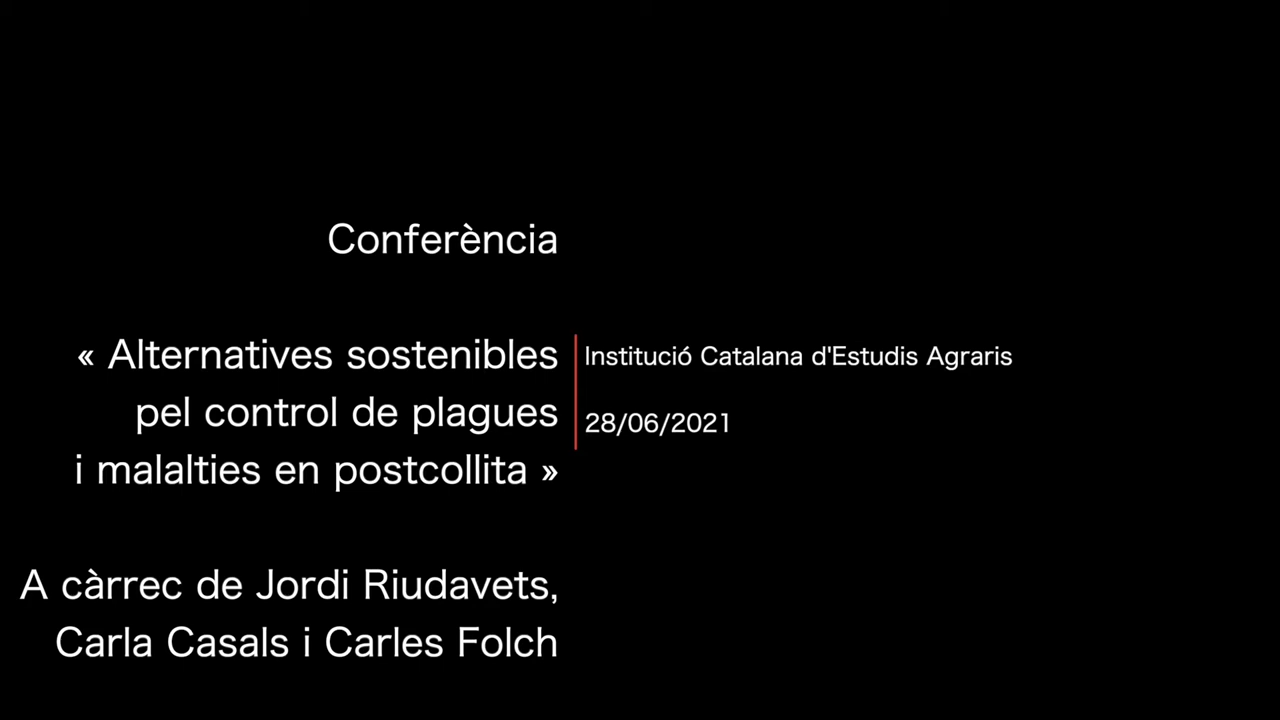 Conferència
« Alternatives sostenibles
pel control de plagues
i malalties en postcollita »
A càrrec de Jordi Riudavets,
Carla Casals i Carles Folch
Institució Catalana d'Estudis Agraris
28/06/2021